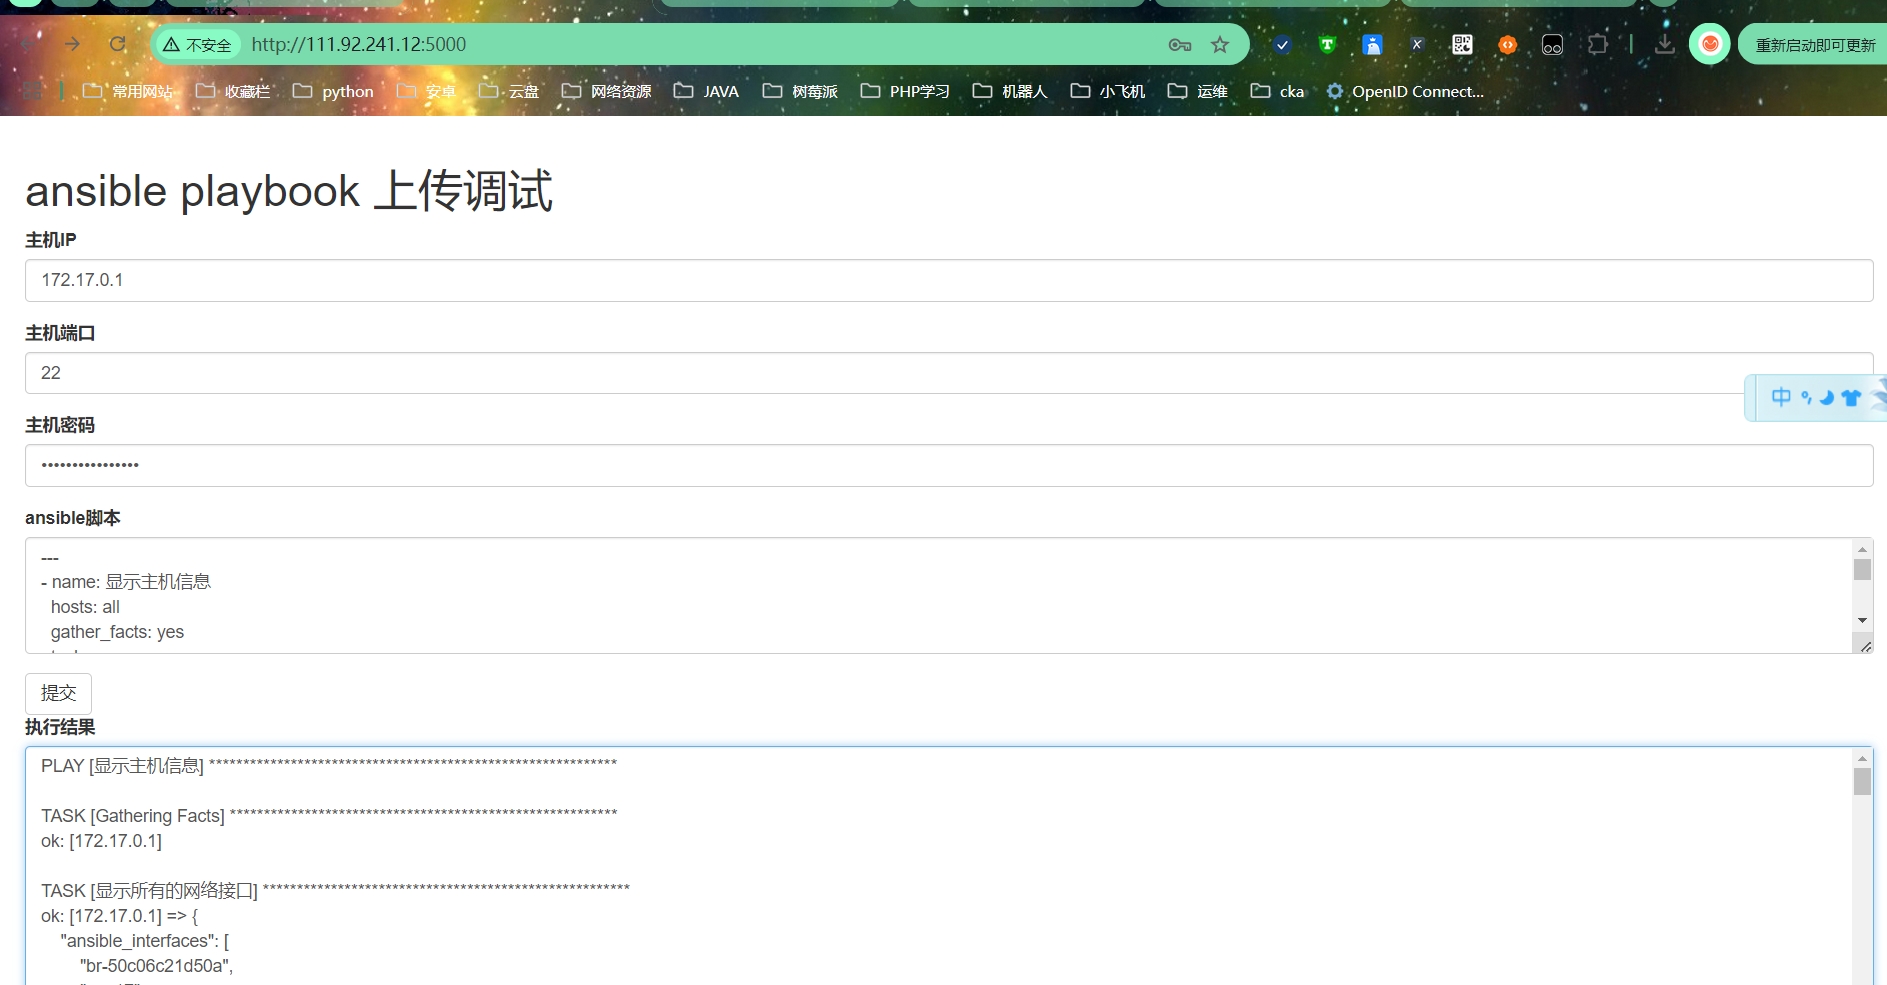 不安全 http://111.92.241.12:5000 重新启动即可更新
常用网站 收藏栏 python 安卓 云盘 网络资源 JAVA 树莓派 PHP学习 机器人 小飞机 运维 cka OpenID Connect...
ansible playbook 上传调试
主机IP
172.17.0.1
主机端口
22
中
主机密码
••••••••••••••••
ansible脚本
---
- name: 显示主机信息
hosts: all
gather_facts: yes
提交
执行结果
PLAY [显示主机信息] ************************************************************
TASK [Gathering Facts] *********************************************************
ok: [172.17.0.1]
TASK [显示所有的网络接口] ******************************************************
ok: [172.17.0.1] => {
"ansible_interfaces": [
"br-50c06c21d50a",